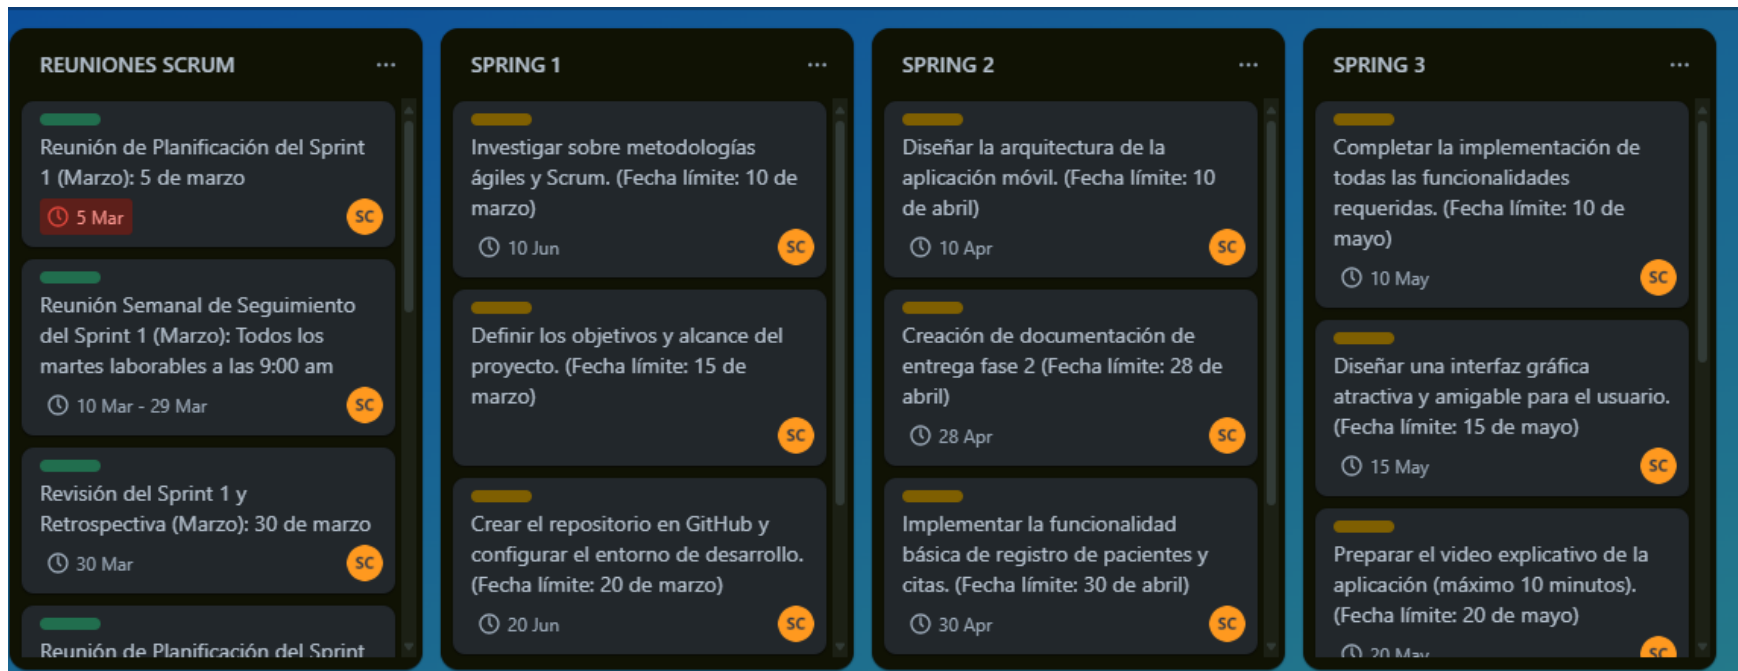 REUNIONES SCRUM
Reunión de Planificación del Sprint
1 (Marzo): 5 de marzo
5 Mar
SC
Reunión Semanal de Seguimiento
del Sprint 1 (Marzo): Todos los
martes laborables a las 9:00 am
10 Mar - 29 Mar
SC
Revisión del Sprint 1 y
Retrospectiva (Marzo): 30 de marzo
30 Mar
SC
Reunión de Planificación del Sprint
SPRING 1
Investigar sobre metodologías
ágiles y Scrum. (Fecha límite: 10 de
marzo)
10 Jun
SC
Definir los objetivos y alcance del
proyecto. (Fecha límite: 15 de
marzo)
SC
Crear el repositorio en GitHub y
configurar el entorno de desarrollo.
(Fecha límite: 20 de marzo)
20 Jun
SC
SPRING 2
Diseñar la arquitectura de la
aplicación móvil. (Fecha límite: 10
de abril)
10 Apr
SC
Creación de documentación de
entrega fase 2 (Fecha límite: 28 de
abril)
28 Apr
SC
Implementar la funcionalidad
básica de registro de pacientes y
citas. (Fecha límite: 30 de abril)
30 Apr
SC
SPRING 3
Completar la implementación de
todas las funcionalidades
requeridas. (Fecha límite: 10 de
mayo)
10 May
SC
Diseñar una interfaz gráfica
atractiva y amigable para el usuario.
(Fecha límite: 15 de mayo)
15 May
SC
Preparar el video explicativo de la
aplicación (máximo 10 minutos).
(Fecha límite: 20 de mayo)
20 May
SC